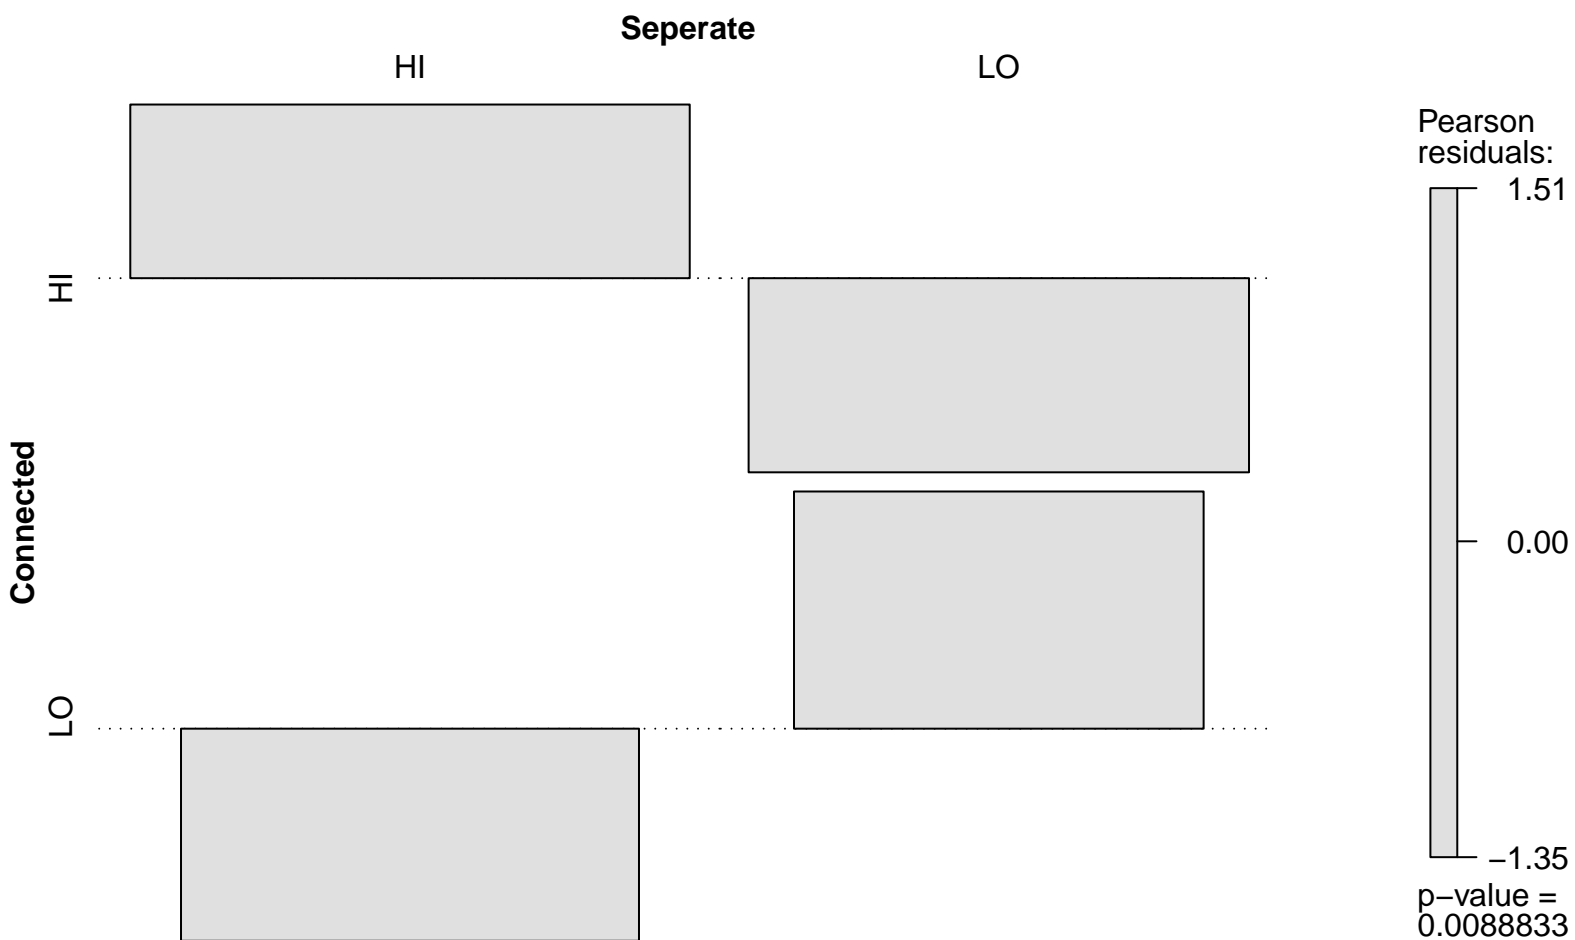 Seperate
HI
LO
HI
LO
Connected
Pearson
residuals:
1.51
0.00
−1.35
p−value =
0.0088833